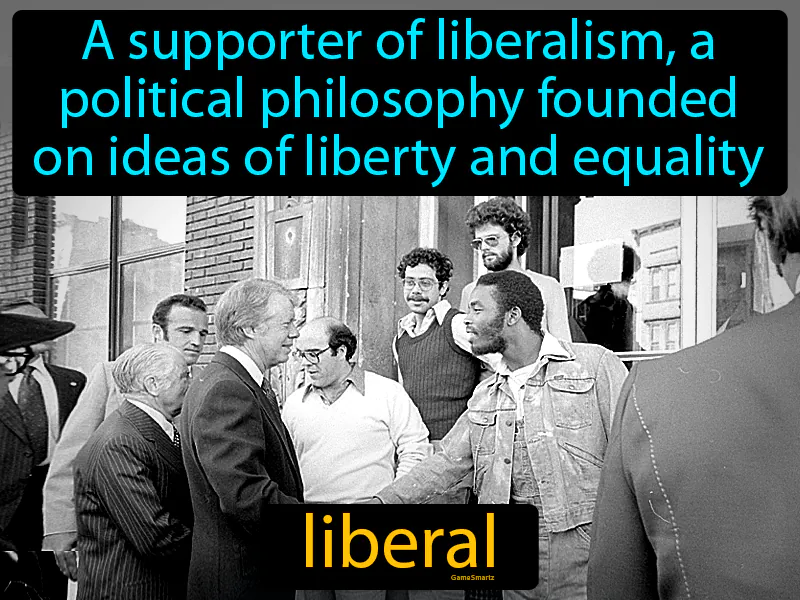 A supporter of liberalism, a
political philosophy founded
on ideas of liberty and equality
liberal
GameSmartz